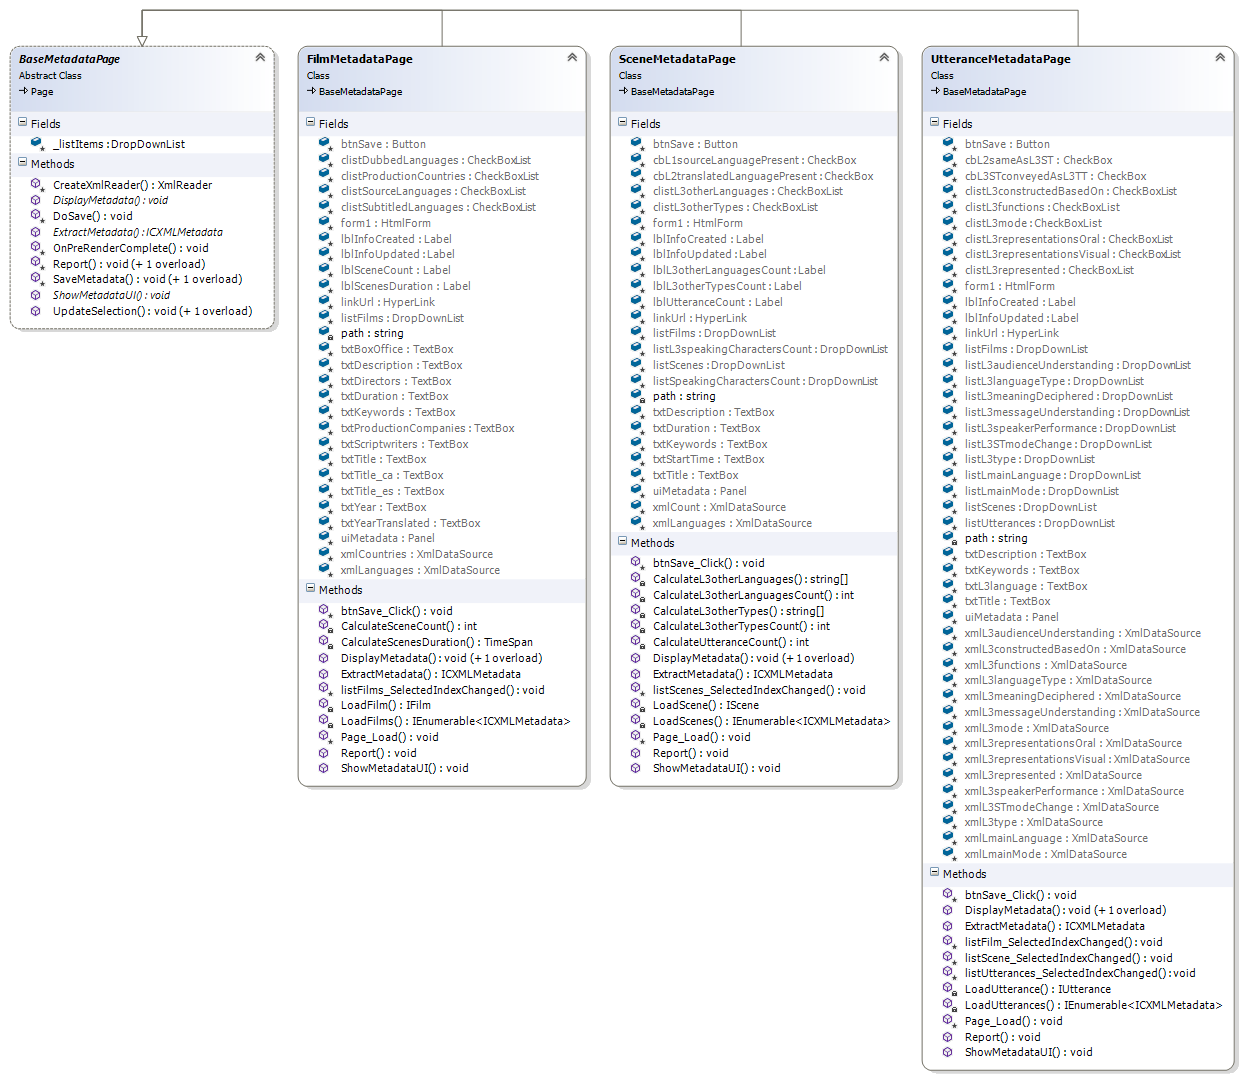 BaseMetadataPage
Abstract Class
Page
Fields
_listItems : DropDownList
Methods
CreateXmlReader() : XmlReader
DisplayMetadata() : void
DoSave() : void
ExtractMetadata() : ICXMLMetadata
OnPreRenderComplete() : void
Report() : void (+ 1 overload)
SaveMetadata() : void (+ 1 overload)
ShowMetadataUI() : void
UpdateSelection() : void (+ 1 overload)
FilmMetadataPage
Class
BaseMetadataPage
Fields
btnSave : Button
clistDubbedLanguages : CheckBoxList
clistProductionCountries : CheckBoxList
clistSourceLanguages : CheckBoxList
clistSubtitledLanguages : CheckBoxList
form1 : HtmlForm
lblInfoCreated : Label
lblInfoUpdated : Label
lblSceneCount : Label
lblScenesDuration : Label
linkUrl : HyperLink
listFilms : DropDownList
path : string
txtBoxOffice : TextBox
txtDescription : TextBox
txtDirectors : TextBox
txtDuration : TextBox
txtKeywords : TextBox
txtProductionCompanies : TextBox
txtScriptwriters : TextBox
txtTitle : TextBox
txtTitle_ca : TextBox
txtTitle_es : TextBox
txtYear : TextBox
txtYearTranslated : TextBox
uiMetadata : Panel
xmlCountries : XmlDataSource
xmlLanguages : XmlDataSource
Methods
btnSave_Click() : void
CalculateSceneCount() : int
CalculateScenesDuration() : TimeSpan
DisplayMetadata() : void (+ 1 overload)
ExtractMetadata() : ICXMLMetadata
listFilms_SelectedIndexChanged() : void
LoadFilm() : IFilm
LoadFilms() : IEnumerable<ICXMLMetadata>
Page_Load() : void
Report() : void
ShowMetadataUI() : void
SceneMetadataPage
Class
BaseMetadataPage
Fields
btnSave : Button
cbL1sourceLanguagePresent : CheckBox
cbL2translatedLanguagePresent : CheckBox
clistL3otherLanguages : CheckBoxList
clistL3otherTypes : CheckBoxList
form1 : HtmlForm
lblInfoCreated : Label
lblInfoUpdated : Label
lblL3otherLanguagesCount : Label
lblL3otherTypesCount : Label
lblUtteranceCount : Label
linkUrl : HyperLink
listFilms : DropDownList
listL3speakingCharactersCount : DropDownList
listScenes : DropDownList
listSpeakingCharactersCount : DropDownList
path : string
txtDescription : TextBox
txtDuration : TextBox
txtKeywords : TextBox
txtStartTime : TextBox
txtTitle : TextBox
uiMetadata : Panel
xmlCount : XmlDataSource
xmlLanguages : XmlDataSource
Methods
btnSave_Click() : void
CalculateL3otherLanguages() : string[]
CalculateL3otherLanguagesCount() : int
CalculateL3otherTypes() : string[]
CalculateL3otherTypesCount() : int
CalculateUtteranceCount() : int
DisplayMetadata() : void (+ 1 overload)
ExtractMetadata() : ICXMLMetadata
listScenes_SelectedIndexChanged() : void
LoadScene() : IScene
LoadScenes() : IEnumerable<ICXMLMetadata>
Page_Load() : void
Report() : void
ShowMetadataUI() : void
UtteranceMetadataPage
Class
BaseMetadataPage
Fields
btnSave : Button
cbL2sameAsL3ST : CheckBox
cbL3STconveyedAsL3TT : CheckBox
clistL3constructedBasedOn : CheckBoxList
clistL3functions : CheckBoxList
clistL3mode : CheckBoxList
clistL3representationsOral : CheckBoxList
clistL3representationsVisual : CheckBoxList
clistL3represented : CheckBoxList
form1 : HtmlForm
lblInfoCreated : Label
lblInfoUpdated : Label
linkUrl : HyperLink
listFilms : DropDownList
listL3audienceUnderstanding : DropDownList
listL3languageType : DropDownList
listL3meaningDeciphered : DropDownList
listL3messageUnderstanding : DropDownList
listL3speakerPerformance : DropDownList
listL3STmodeChange : DropDownList
listL3type : DropDownList
listLmainLanguage : DropDownList
listLmainMode : DropDownList
listScenes : DropDownList
listUtterances : DropDownList
path : string
txtDescription : TextBox
txtKeywords : TextBox
txtL3language : TextBox
txtTitle : TextBox
uiMetadata : Panel
xmlL3audienceUnderstanding : XmlDataSource
xmlL3constructedBasedOn : XmlDataSource
xmlL3functions : XmlDataSource
xmlL3languageType : XmlDataSource
xmlL3meaningDeciphered : XmlDataSource
xmlL3messageUnderstanding : XmlDataSource
xmlL3mode : XmlDataSource
xmlL3representationsOral : XmlDataSource
xmlL3representationsVisual : XmlDataSource
xmlL3represented : XmlDataSource
xmlL3speakerPerformance : XmlDataSource
xmlL3STmodeChange : XmlDataSource
xmlL3type : XmlDataSource
xmlLmainLanguage : XmlDataSource
xmlLmainMode : XmlDataSource
Methods
btnSave_Click() : void
DisplayMetadata() : void (+ 1 overload)
ExtractMetadata() : ICXMLMetadata
listFilm_SelectedIndexChanged() : void
listScene_SelectedIndexChanged() : void
listUtterances_SelectedIndexChanged() : void
LoadUtterance() : IUtterance
LoadUtterances() : IEnumerable<ICXMLMetadata>
Page_Load() : void
Report() : void
ShowMetadataUI() : void